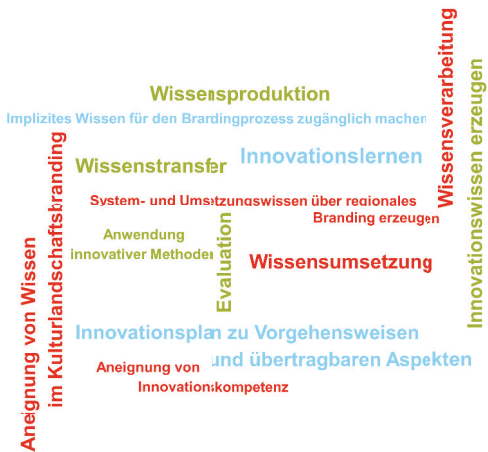 Wissensproduktion
Implizites Wissen für den Brardingprozess zugänglich machen
Wissenstransfer
Innovationslernen
System- und Umsetzungswissen über regionales
Branding erzeugen
Anwendung
innovativer Methoden
Evaluation
Wissensumsetzung
Innovationsplan zu Vorgehensweisen
und übertragbaren Aspekten
Aneignung von
Innovationskompetenz
Aneignung von Wissen
im Kulturlandschaftsbranding
Wissensverarbeitung
Innovationswissen erzeugen